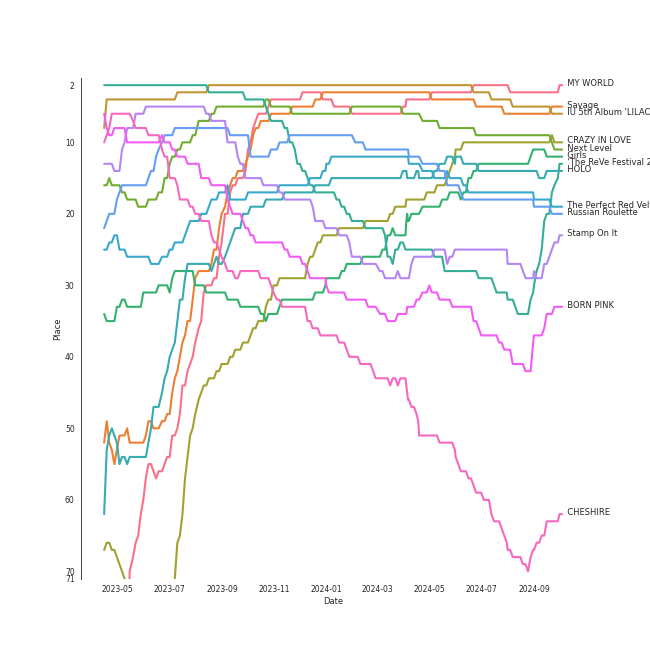 2
10
20
30
40
50
60
70
71
Place
2023-05
2023-07
2023-09
2023-11
2024-01
2024-03
2024-05
2024-07
2024-09
Date
MY WORLD
Savage
IU 5th Album 'LILAC
CRAZY IN LOVE
Next Level
Girls
'The ReVe Festival 2
HOLO
The Perfect Red Vel
Russian Roulette
Stamp On It
BORN PINK
CHESHIRE